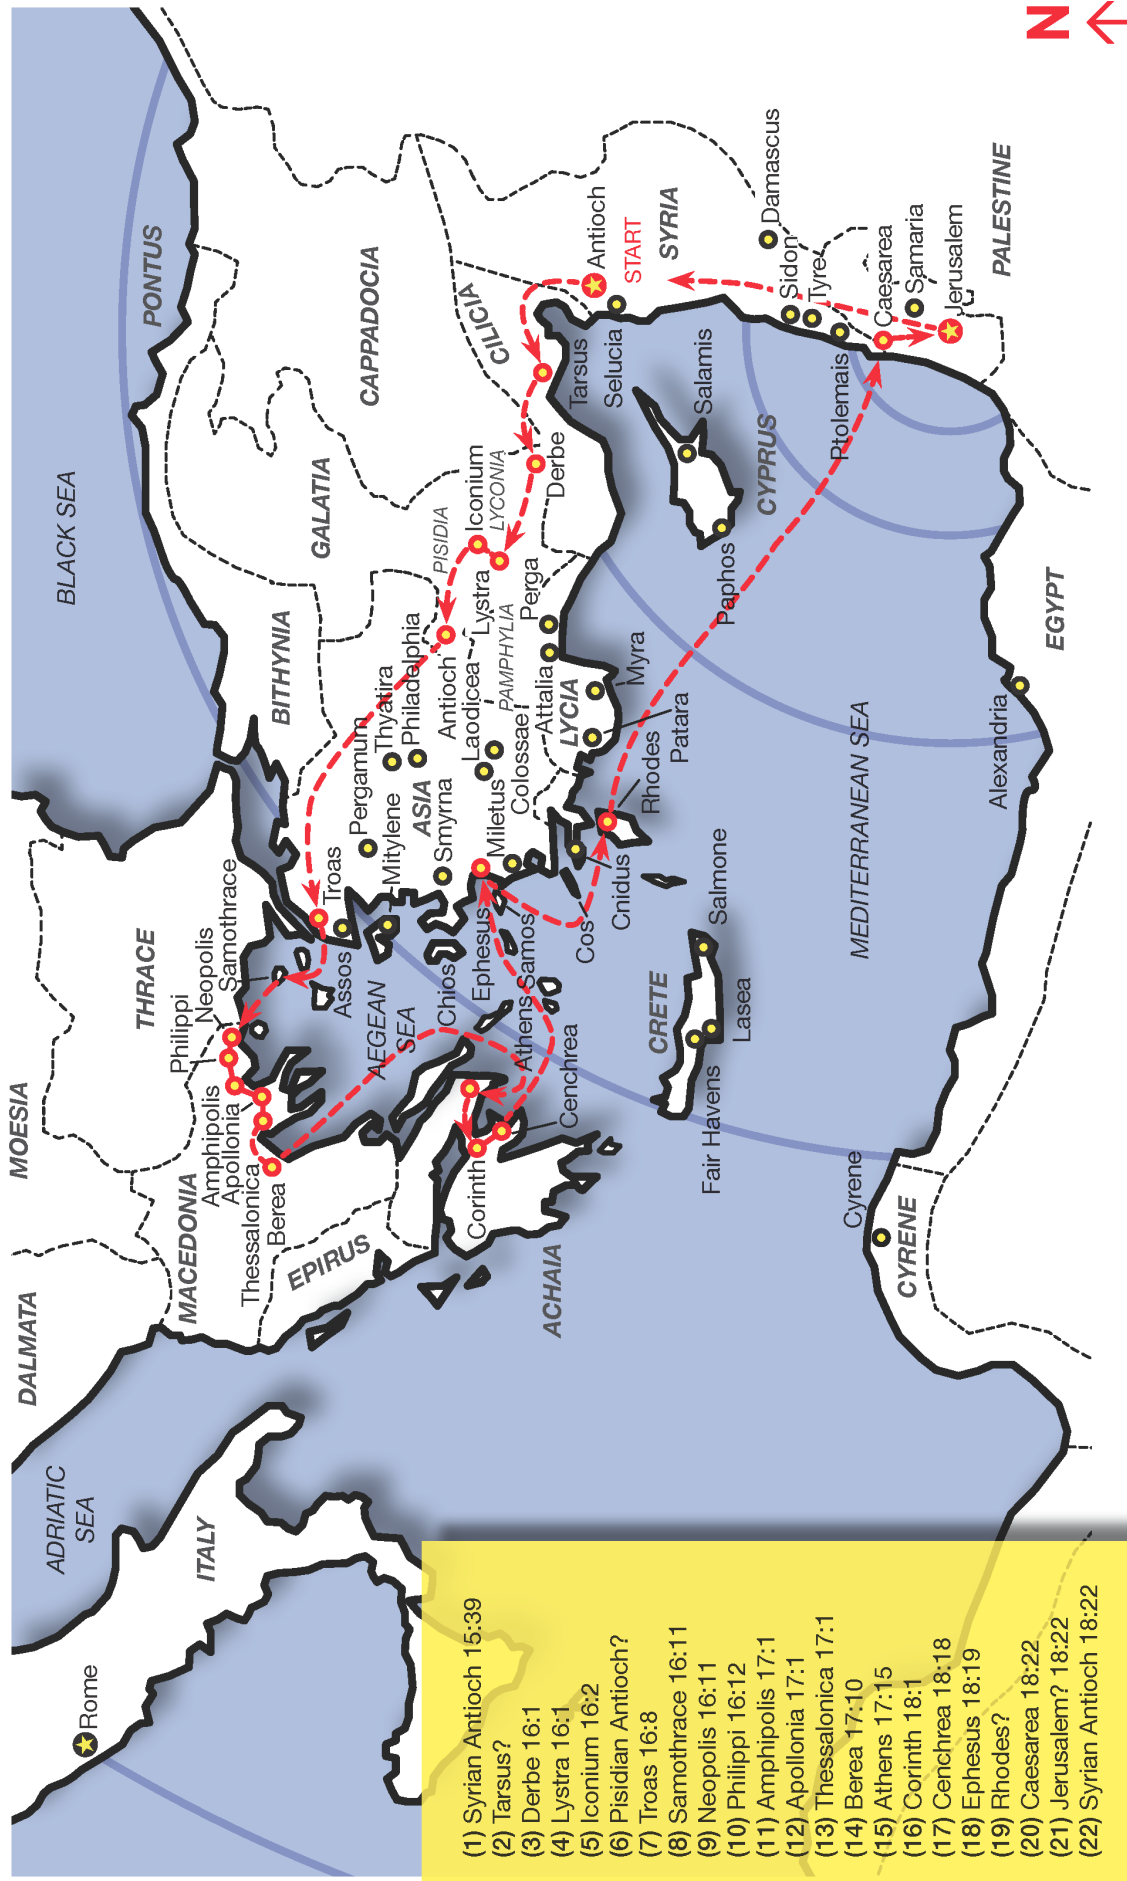 N
BLACK SEA
PONTUS
DALMATA
MOESIA
THRACE
ADRIATIC
SEA
MACEDONIA
BITHYNIA
GALATIA
CAPPADOCIA
ITALY
Rome
Philippi
Neopolis
Samothrace
Amphipolis
Apollonia
Thessalonica
Berea
EPIRUS
Troas
Assos
AEGEAN
SEA
Pergamum
Mitylene
Thyatira
Philadelphia
ASIA
Smyrna
Chios
Antioch
PISIDIA
Iconium
LYCONIA
Lystra
Derbe
CILICIA
Tarsus
Antioch
START
Selucia
SYRIA
Laodicea
PAMPHYLIA
Colossae
Miletus
Ephesus
Samos
Athens
Corinth
Cenchrea
ACHAIA
Perga
Attalia
LYCIA
Myra
Patara
Rhodes
Cnidus
Cos
Salamis
CYPRUS
Paphos
CRETE
Salmone
Lasea
Fair Havens
MEDITERRANEAN SEA
Damascus
Sidon
Tyre
Ptolemais
Caesarea
Samaria
Jerusalem
PALESTINE
EGYPT
Alexandria
Cyrene
CYRENE
(1) Syrian Antioch 15:39
(2) Tarsus?
(3) Derbe 16:1
(4) Lystra 16:1
(5) Iconium 16:2
(6) Pisidian Antioch?
(7) Troas 16:8
(8) Samothrace 16:11
(9) Neopolis 16:11
(10) Philippi 16:12
(11) Amphipolis 17:1
(12) Apollonia 17:1
(13) Thessalonica 17:1
(14) Berea 17:10
(15) Athens 17:15
(16) Corinth 18:1
(17) Cenchrea 18:18
(18) Ephesus 18:19
(19) Rhodes?
(20) Caesarea 18:22
(21) Jerusalem? 18:22
(22) Syrian Antioch 18:22